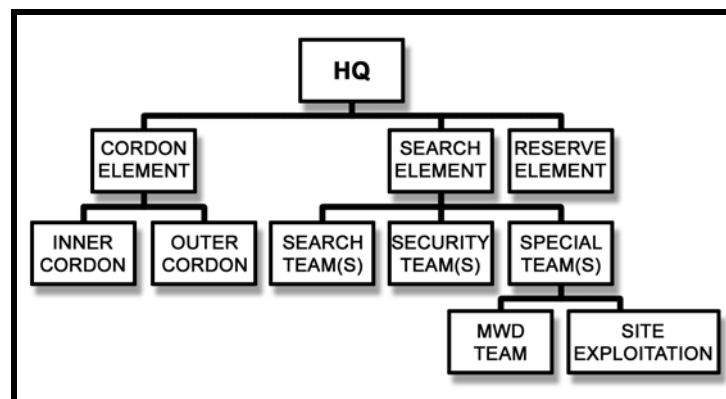 HQ
CORDON
ELEMENT
SEARCH
ELEMENT
RESERVE
ELEMENT
INNER
CORDON
OUTER
CORDON
SEARCH
TEAM(S)
SECURITY
TEAM(S)
SPECIAL
TEAM(S)
MWD
TEAM
SITE
EXPLOITATION